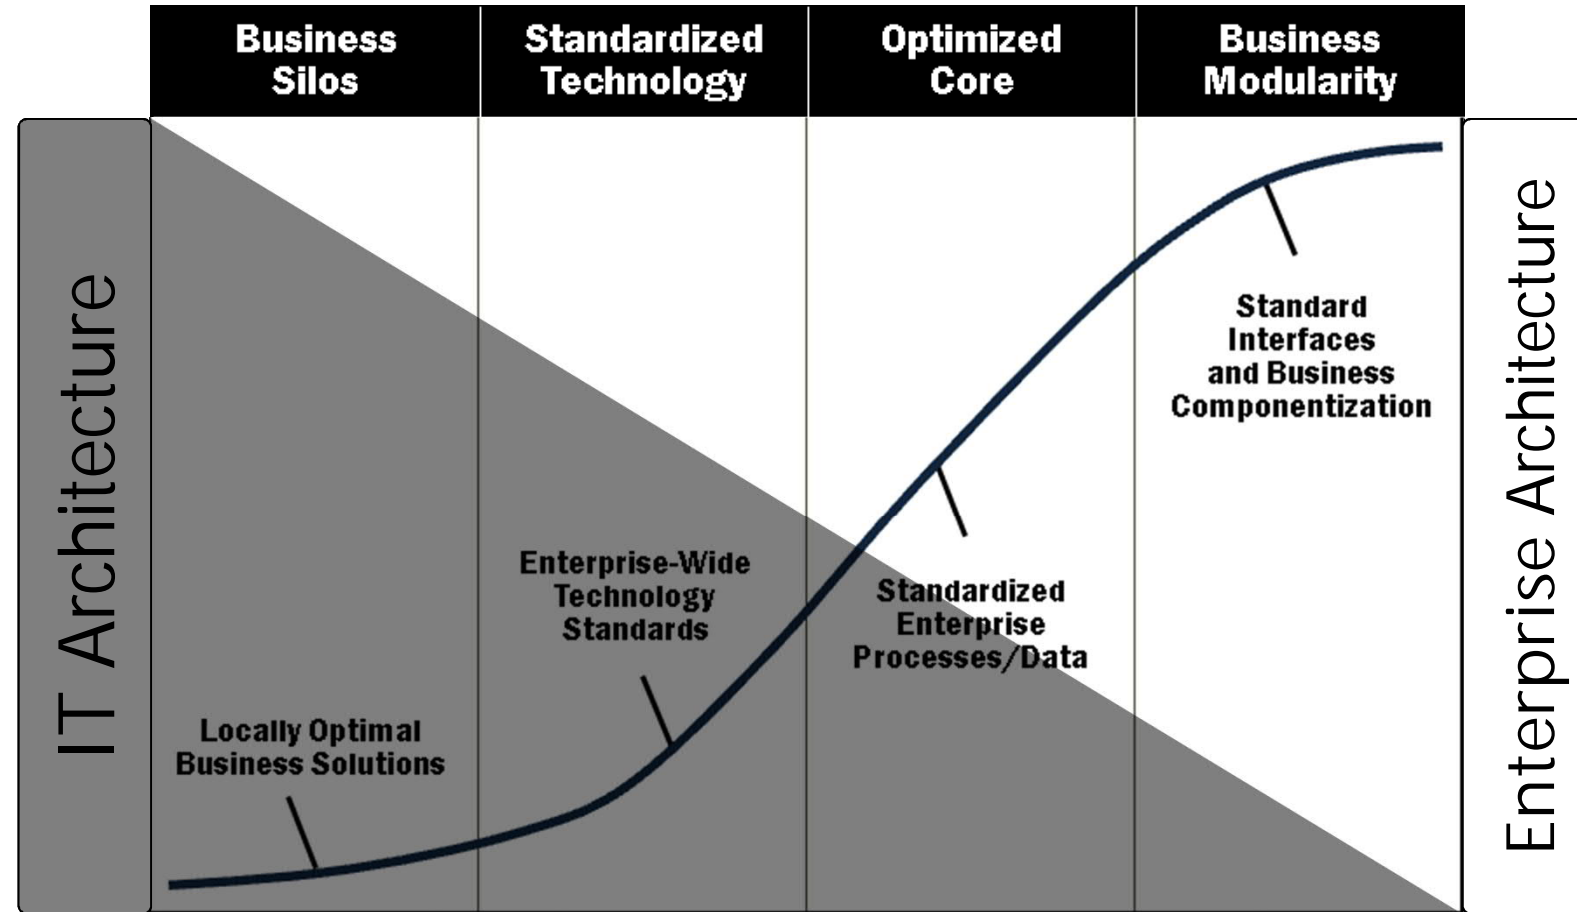 Business
Silos
Standardized
Technology
Optimized
Core
Business
Modularity
IT Architecture
Locally Optimal
Business Solutions
Enterprise-Wide
Technology
Standards
Standardized
Enterprise
Processes/Data
Standard
Interfaces
and Business
Componentization
Enterprise Architecture